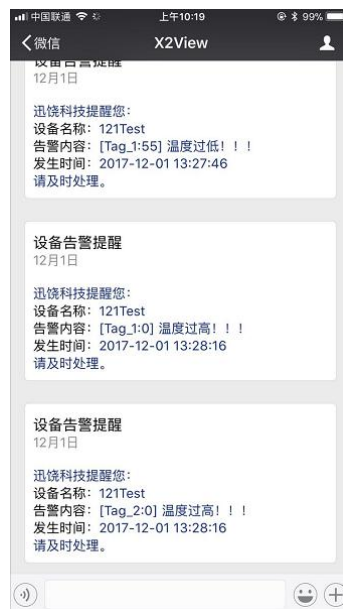 中国联通
上午10:19
99%
微信
X2View
设备告警提醒
12月1日
迅饶科技提醒您：
设备名称：121Test
告警内容：[Tag_1:55] 温度过低！！！
发生时间：2017-12-01 13:27:46
请及时处理。
设备告警提醒
12月1日
迅饶科技提醒您：
设备名称：121Test
告警内容：[Tag_1:0] 温度过高！！！
发生时间：2017-12-01 13:28:16
请及时处理。
设备告警提醒
12月1日
迅饶科技提醒您：
设备名称：121Test
告警内容：[Tag_2:0] 温度过高！！！
发生时间：2017-12-01 13:28:16
请及时处理。